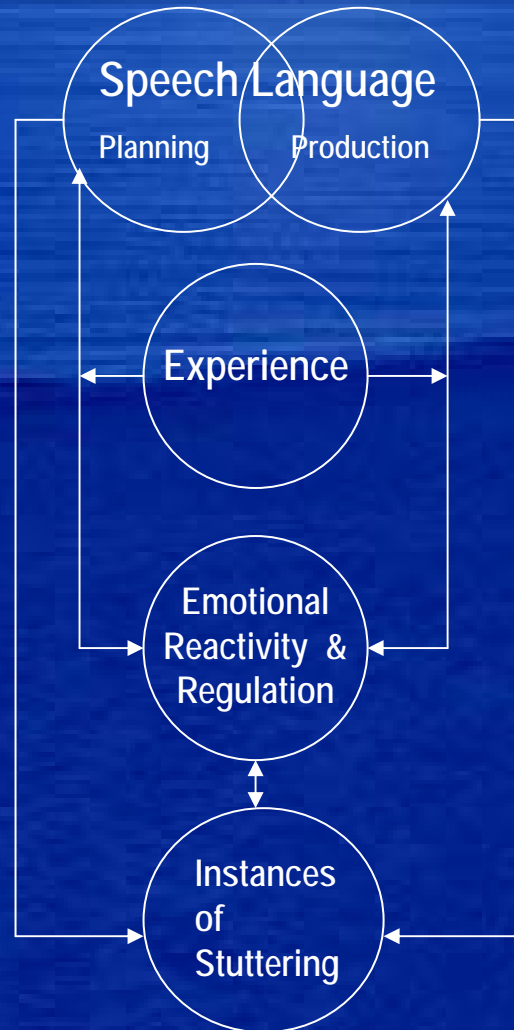 Speech Language
Planning Production
Experience
Emotional
Reactivity &
Regulation
Instances
of
Stuttering